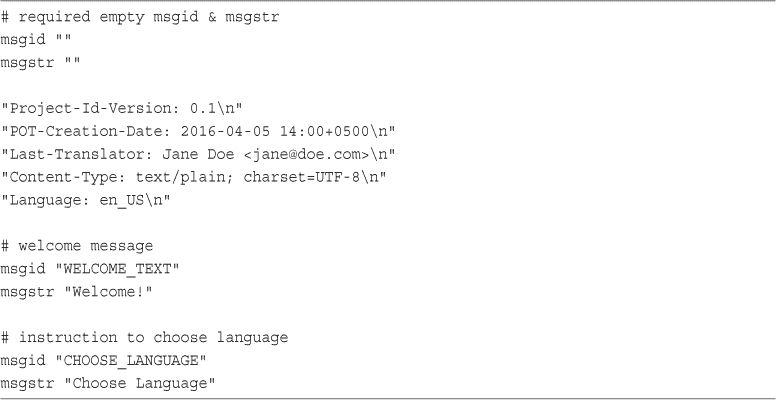 # required empty msgid & msgstr
msgid ""
msgstr ""
"Project-Id-Version: 0.1\n"
"POT-Creation-Date: 2016-04-05 14:00+0500\n"
"Last-Translator: Jane Doe <jane@doe.com>\n"
"Content-Type: text/plain; charset=UTF-8\n"
"Language: en_US\n"
# welcome message
msgid "WELCOME_TEXT"
msgstr "Welcome!"
# instruction to choose language
msgid "CHOOSE_LANGUAGE"
msgstr "Choose Language"